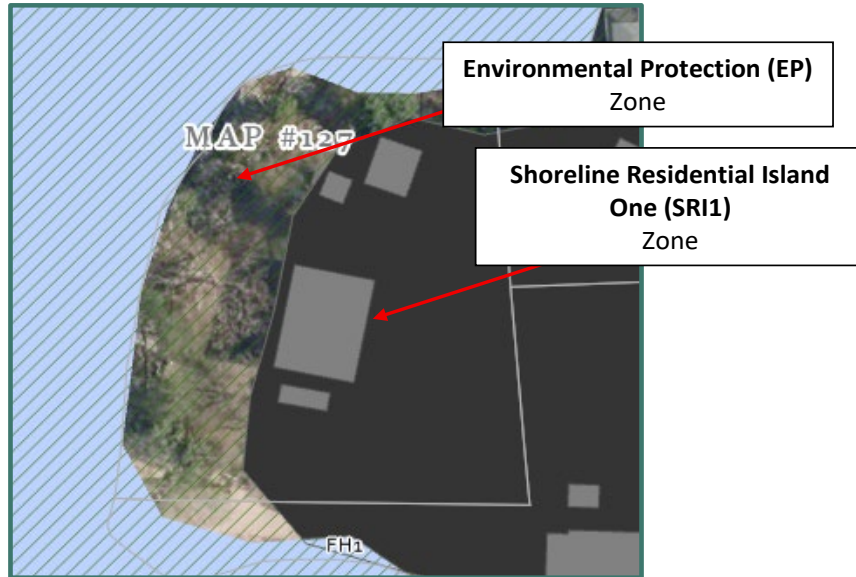 Environmental Protection (EP)
Zone
MAP #127
Shoreline Residential Island
One (SRI1)
Zone
FH1